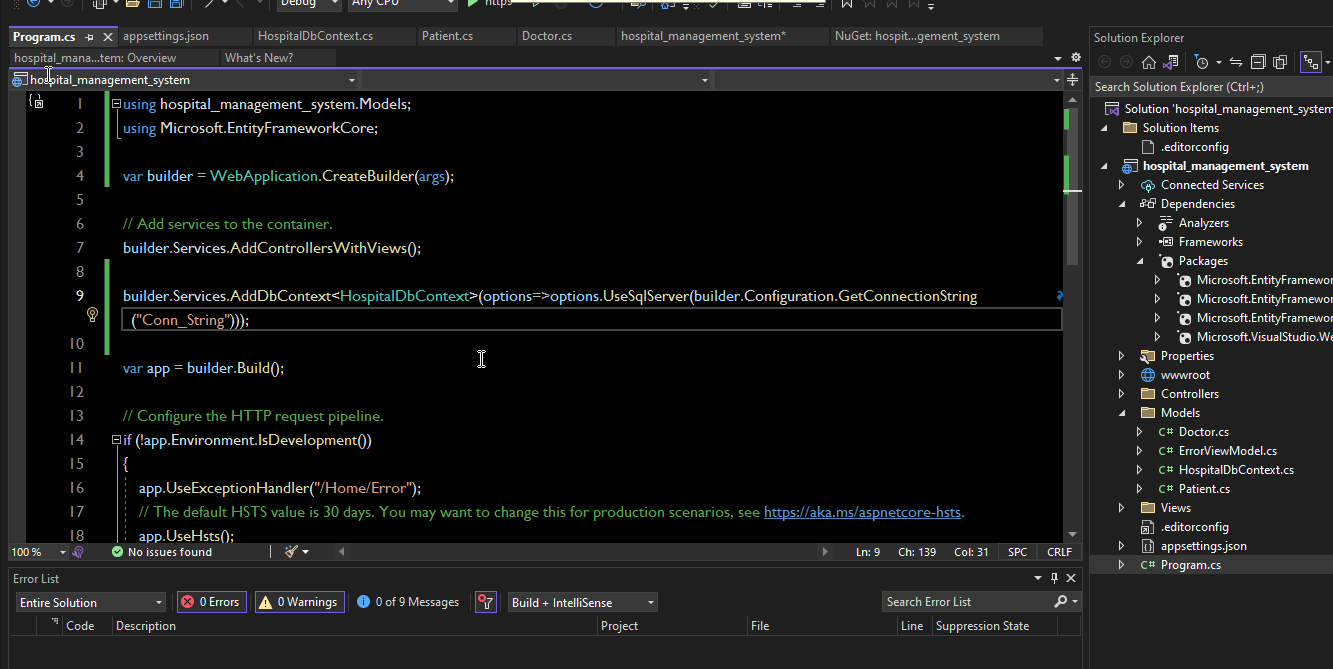 Debug Any CPU https
Program.cs appsettings.json HospitalDbContext.cs Patient.cs Doctor.cs hospital_management_system* NuGet: hospit...gement_system
hospital_mana...tem: Overview What's New?
hospital_management_system
1 using hospital_management_system.Models;
2 using Microsoft.EntityFrameworkCore;
3
4 var builder = WebApplication.CreateBuilder(args);
5
6 // Add services to the container.
7 builder.Services.AddControllersWithViews();
8
9 builder.Services.AddDbContext<HospitalDbContext>(options=>options.UseSqlServer(builder.Configuration.GetConnectionString
("Conn_String")));
10
11 var app = builder.Build();
12
13 // Configure the HTTP request pipeline.
14 if (!app.Environment.IsDevelopment())
15 {
16 app.UseExceptionHandler("/Home/Error");
17 // The default HSTS value is 30 days. You may want to change this for production scenarios, see https://aka.ms/aspnetcore-hsts.
18 app.UseHsts();
100 % No issues found Ln: 9 Ch: 139 Col: 31 SPC CRLF
Error List
Entire Solution 0 Errors 0 Warnings 0 of 9 Messages Build + IntelliSense Search Error List
Code Description Project File Line Suppression State
Solution Explorer
Search Solution Explorer (Ctrl+;)
Solution 'hospital_management_system
Solution Items
.editorconfig
hospital_management_system
Connected Services
Dependencies
Analyzers
Frameworks
Packages
Microsoft.EntityFramewor
Microsoft.EntityFramewor
Microsoft.EntityFramewor
Microsoft.VisualStudio.We
Properties
wwwroot
Controllers
Models
C# Doctor.cs
C# ErrorViewModel.cs
C# HospitalDbContext.cs
C# Patient.cs
Views
.editorconfig
appsettings.json
C# Program.cs